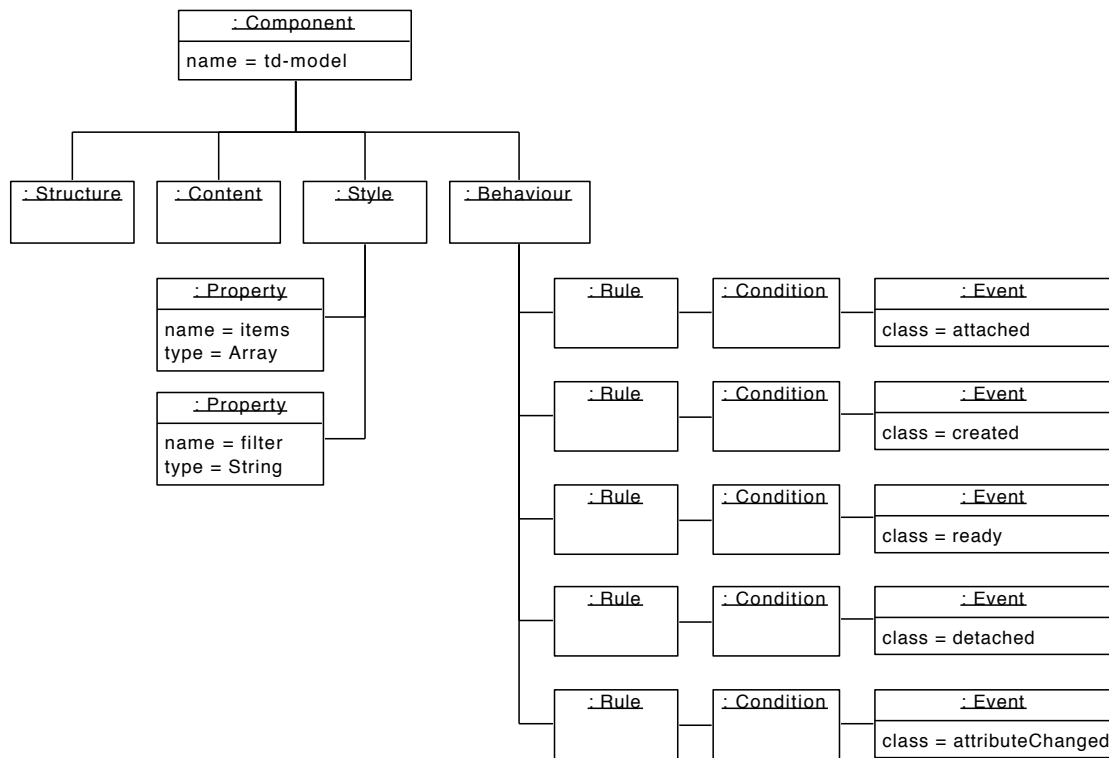 : Component
name = td-model
: Structure
: Content
: Style
: Behaviour
: Property
name = items
type = Array
: Property
name = filter
type = String
: Rule
: Condition
: Event
class = attached
: Rule
: Condition
: Event
class = created
: Rule
: Condition
: Event
class = ready
: Rule
: Condition
: Event
class = detached
: Rule
: Condition
: Event
class = attributeChanged